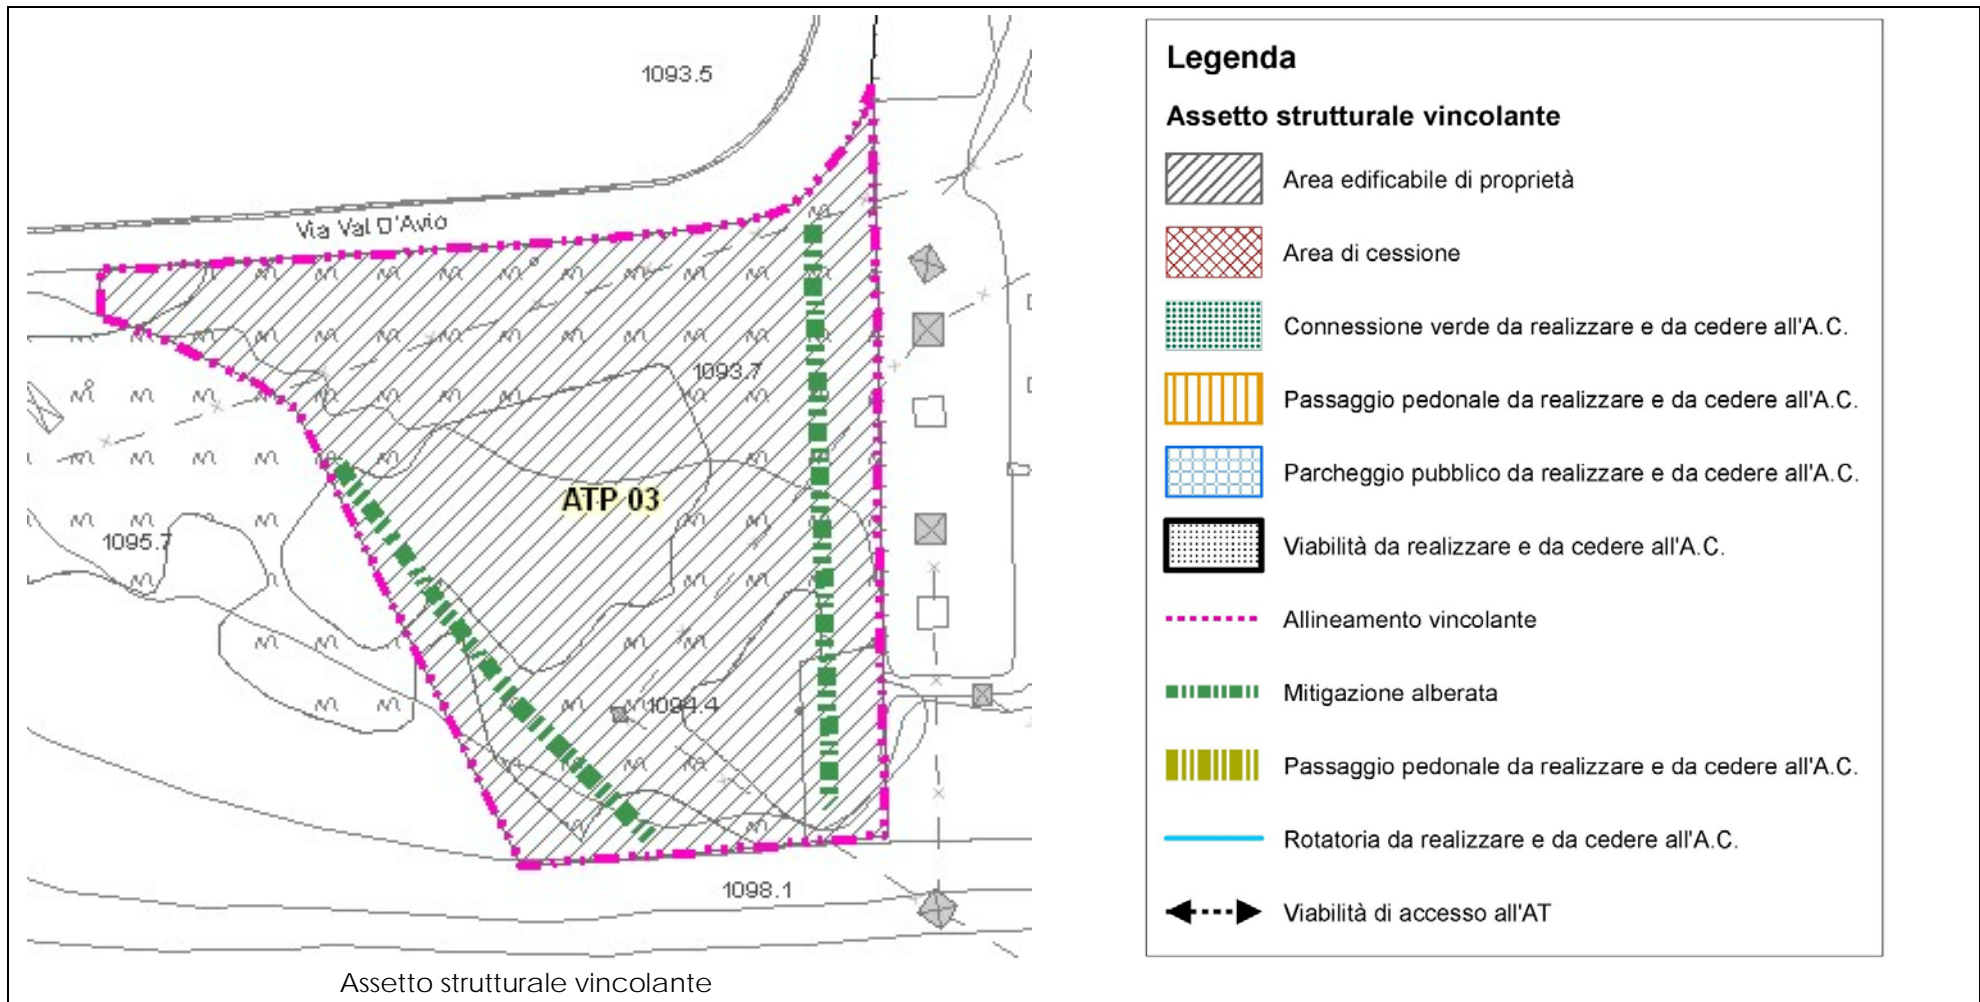 1093.5
Via Val D'Avio
1093.7
ATP 03
1095.7
1094.4
1098.1
Assetto strutturale vincolante
Legenda
Assetto strutturale vincolante
Area edificabile di proprietà
Area di cessione
Connessione verde da realizzare e da cedere all'A.C.
Passaggio pedonale da realizzare e da cedere all'A.C.
Parcheggio pubblico da realizzare e da cedere all'A.C.
Viabilità da realizzare e da cedere all'A.C.
Allineamento vincolante
Mitigazione alberata
Passaggio pedonale da realizzare e da cedere all'A.C.
Rotatoria da realizzare e da cedere all'A.C.
Viabilità di accesso all'AT